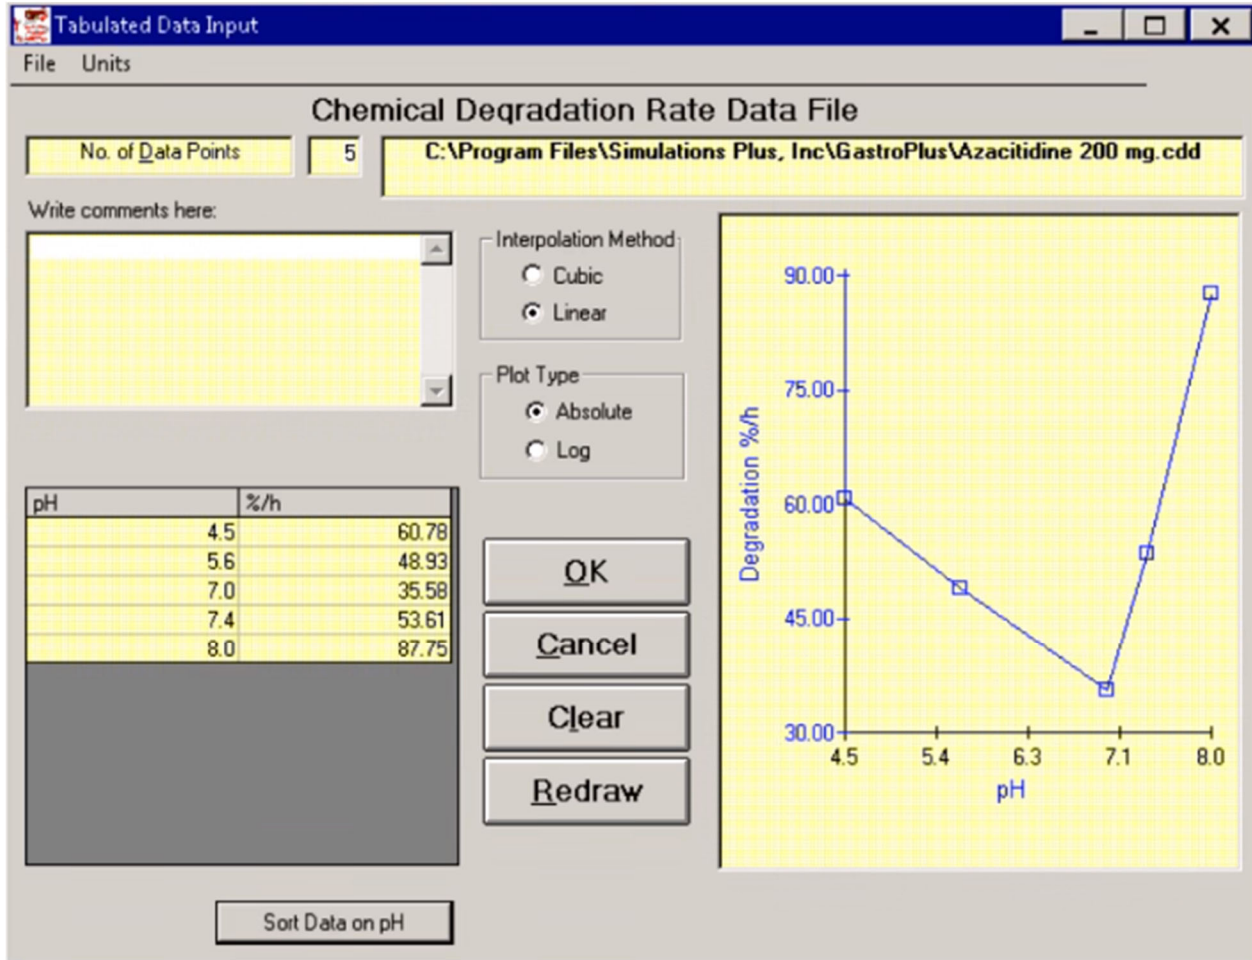 Tabulated Data Input
File Units
Chemical Degradation Rate Data File
No. of Data Points 5 C:\Program Files\Simulations Plus, Inc\GastroPlus\Azacitidine 200 mg.cdd
Write comments here:
Interpolation Method
Cubic
Linear
Plot Type
Absolute
Log
pH %/h
4.5 60.78
5.6 48.93
7.0 35.58
7.4 53.61
8.0 87.75
OK
Cancel
Clear
Redraw
Sort Data on pH
90.00
75.00
60.00
45.00
30.00
Degradation %/h
4.5 5.4 6.3 7.1 8.0
pH